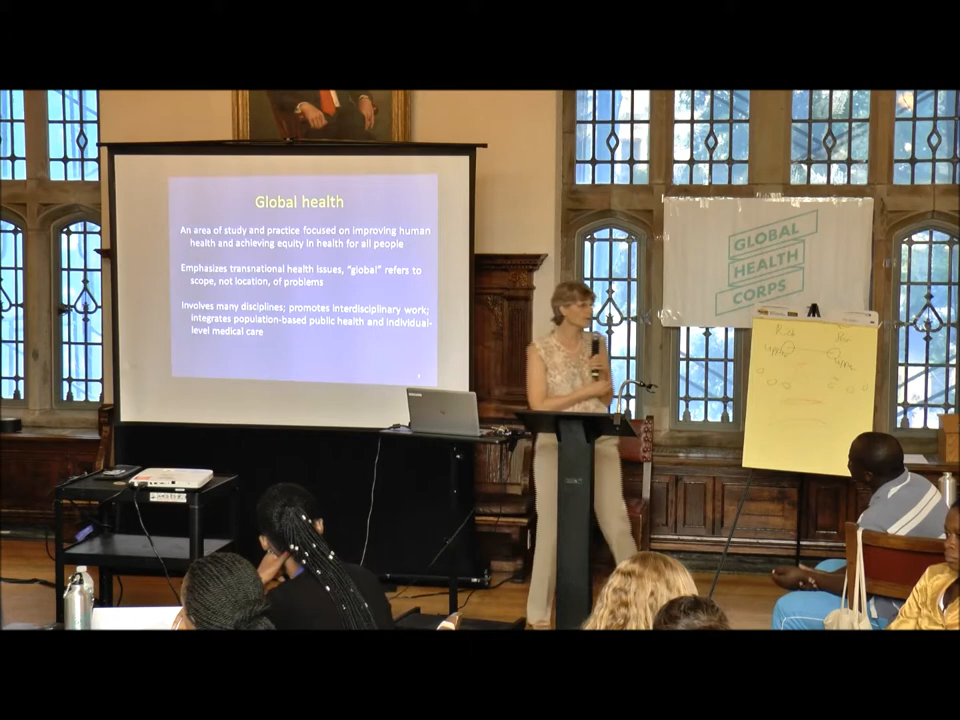 Global health
An area of study and practice focused on improving human
health and achieving equity in health for all people
Emphasizes transnational health issues, "global" refers to
scope, not location, of problems
Involves many disciplines; promotes interdisciplinary work;
integrates population-based public health and individual-
level medical care
GLOBAL
HEALTH
CORPS